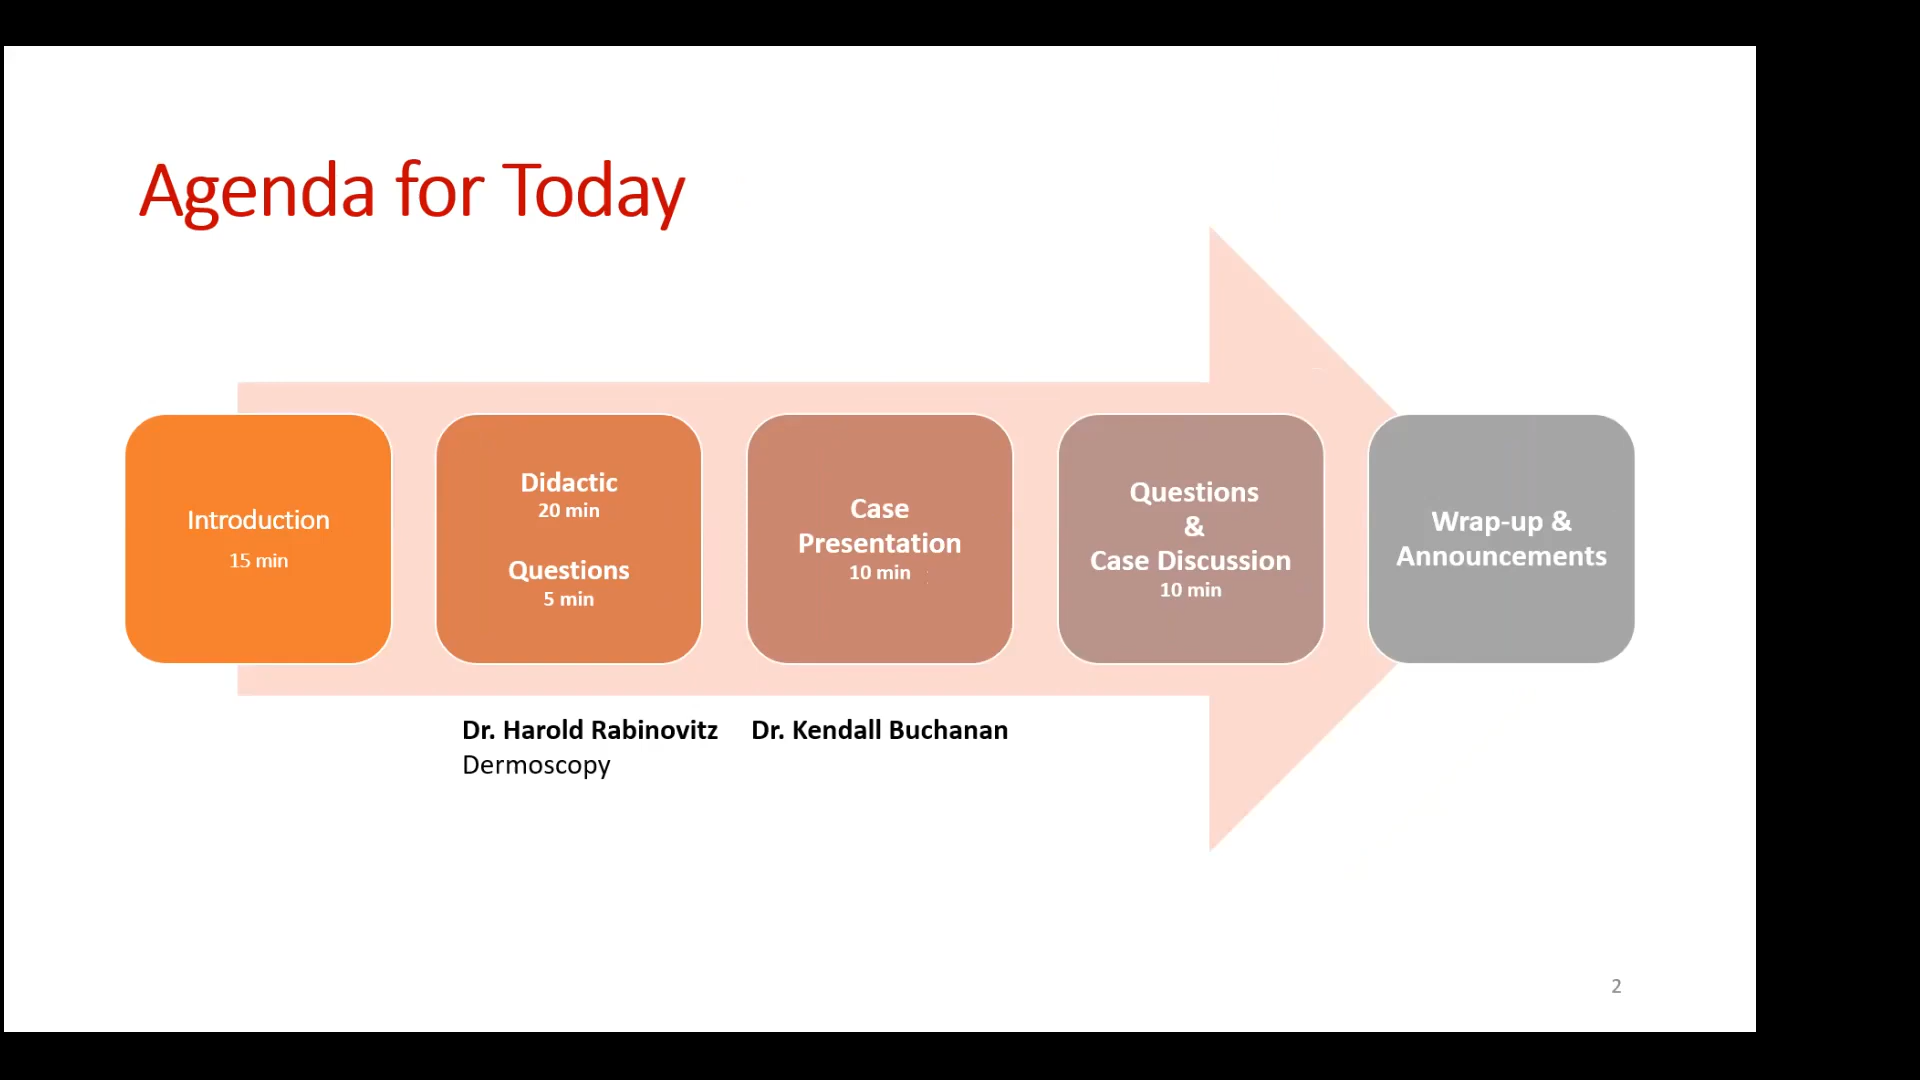 Agenda for Today
Introduction
15 min
Didactic
20 min
Questions
5 min
Case
Presentation
10 min
Questions
&
Case Discussion
10 min
Wrap-up &
Announcements
Dr. Harold Rabinovitz
Dermoscopy
Dr. Kendall Buchanan
2